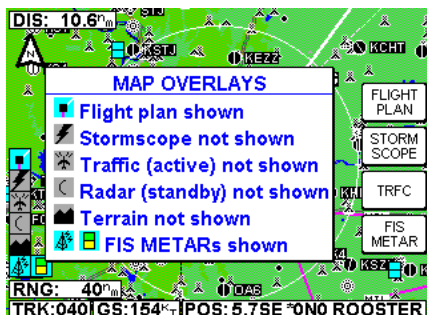 DIS: 10.6nm
KSTJ
KEZZ
KCHT
N
MAP OVERLAYS
Flight plan shown
Stormscope not shown
Traffic (active) not shown
Radar (standby) not shown
Terrain not shown
FIS METARs shown
FLIGHT PLAN
STORM SCOPE
TRFC
FIS METAR
RNG: 40nm
TRK:040 GS:154KT POS: 5.7SE *0N0 ROOSTER